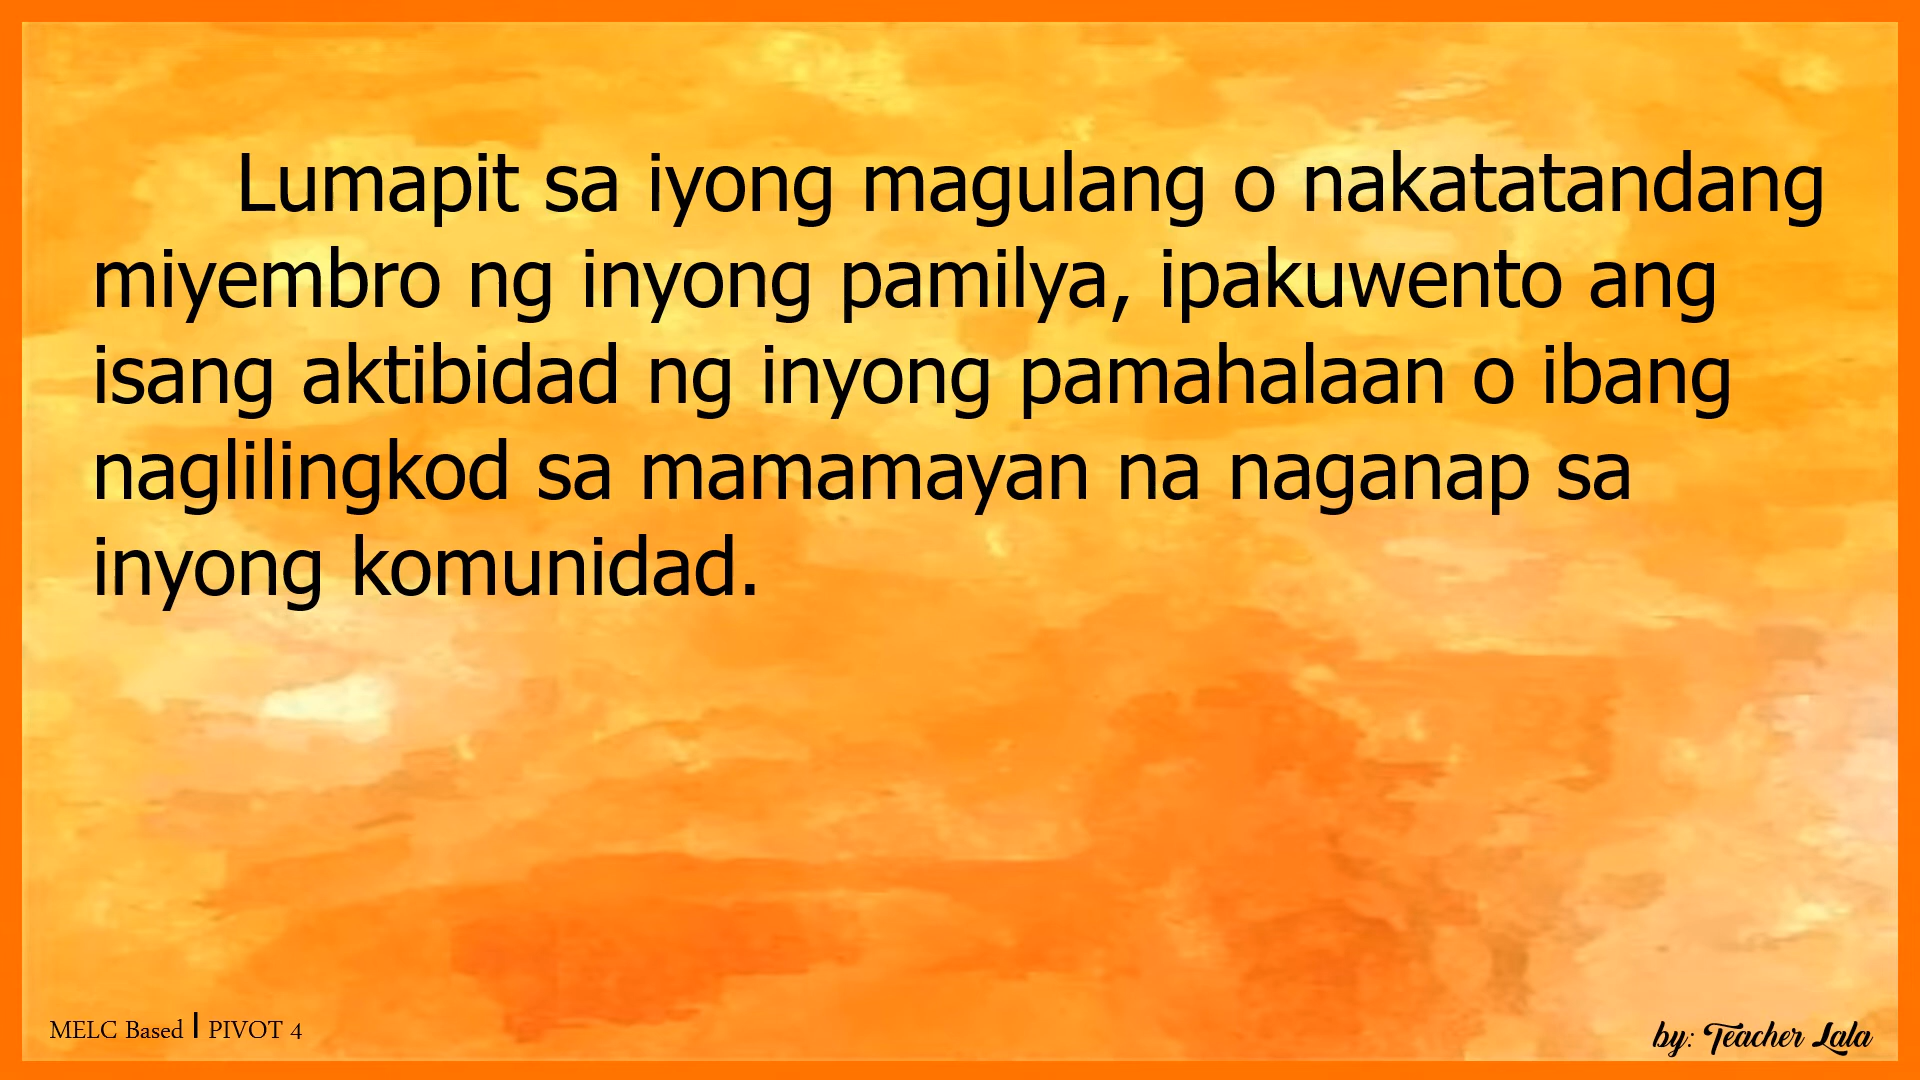 Lumapit sa iyong magulang o nakatatandang
miyembro ng inyong pamilya, ipakuwento ang
isang aktibidad ng inyong pamahalaan o ibang
naglilingkod sa mamamayan na naganap sa
inyong komunidad.
MELC Based | PIVOT 4
by: Teacher Lala